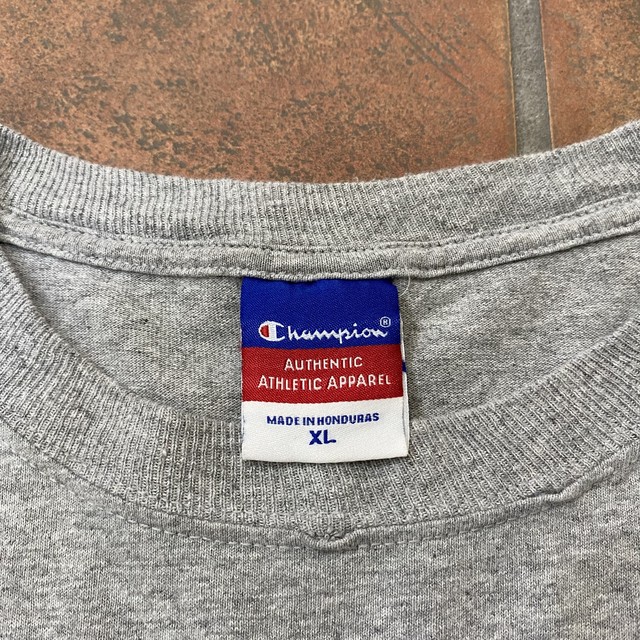 Champion®
AUTHENTIC
ATHLETIC APPAREL
MADE IN HONDURAS
XL